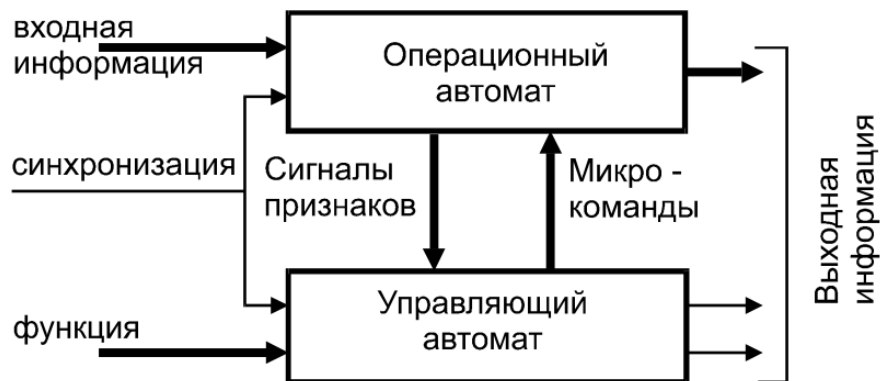 входная
информация
Операционный
автомат
синхронизация
Сигналы
признаков
Микро -
команды
Выходная
информация
функция
Управляющий
автомат